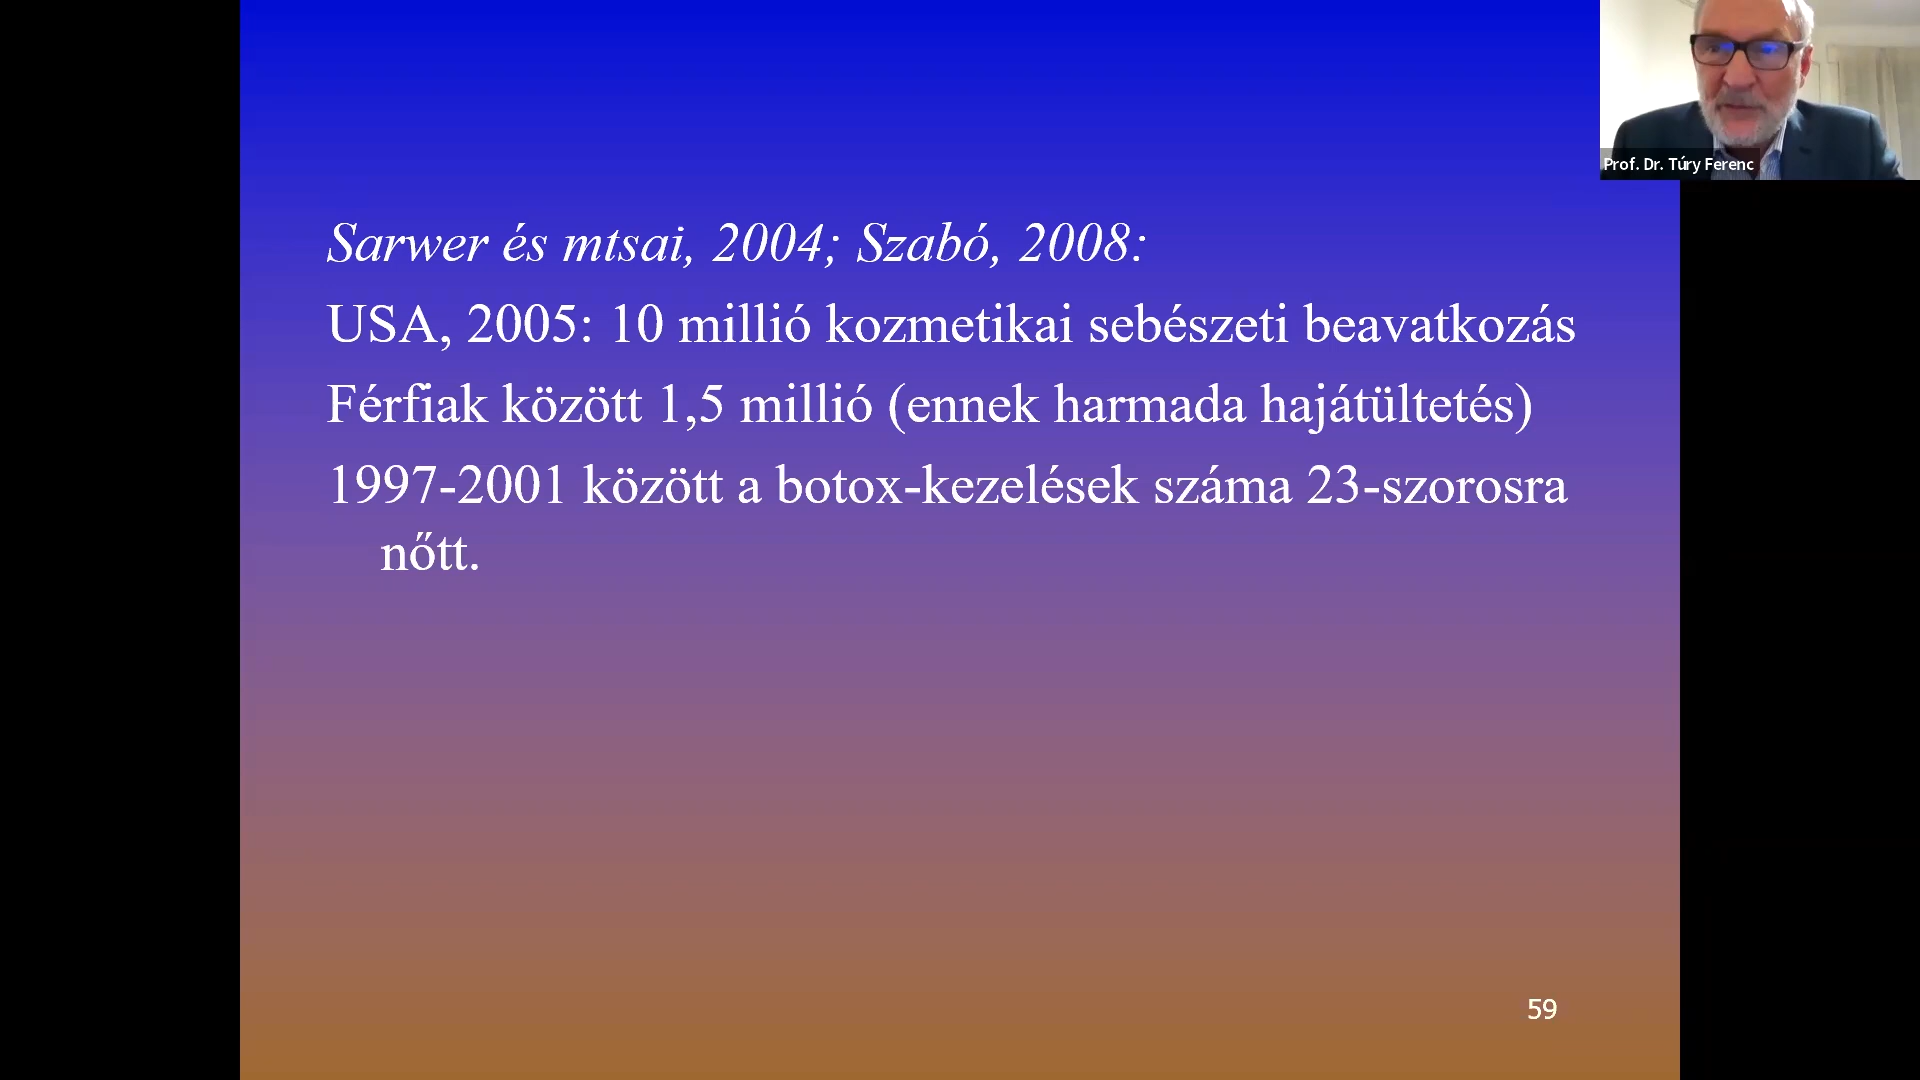 Prof. Dr. Túry Ferenc
Sarwer és mtsai, 2004; Szabó, 2008:
USA, 2005: 10 millió kozmetikai sebészeti beavatkozás
Férfiak között 1,5 millió (ennek harmada hajátültetés)
1997-2001 között a botox-kezelések száma 23-szorosra
nőtt.
59